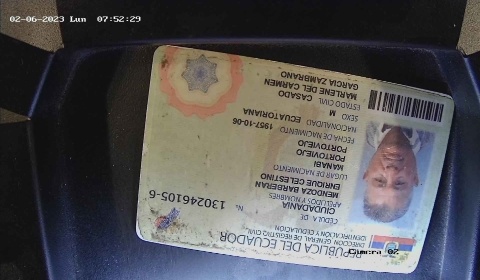 02-06-2023 Lun 07:52:29
REPÚBLICA DEL ECUADOR
DIRECCIÓN GENERAL DE REGISTRO CIVIL,
IDENTIFICACIÓN Y CEDULACIÓN
CÉDULA DE
CIUDADANÍA
N.
130246105-6
APELLIDOS Y NOMBRES
MENDOZA BARBERAN
ENRIQUE CELESTINO
LUGAR DE NACIMIENTO
MANABI
PORTOVIEJO
PORTOVIEJO
FECHA DE NACIMIENTO 1957-10-06
NACIONALIDAD ECUATORIANA
SEXO M
ESTADO CIVIL CASADO
MARLENE DEL CARMEN
GARCIA ZAMBRANO
Camera 02